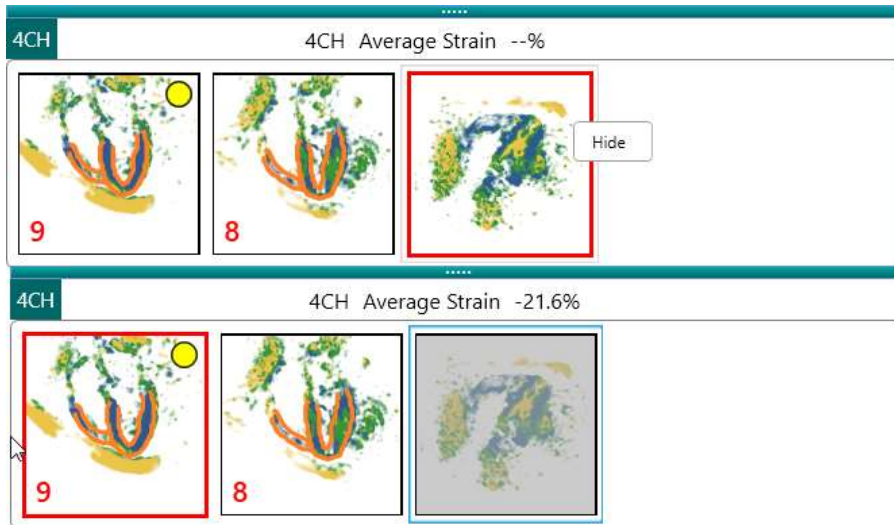 4CH 4CH Average Strain --%
Hide
9 8
4CH 4CH Average Strain -21.6%
9 8